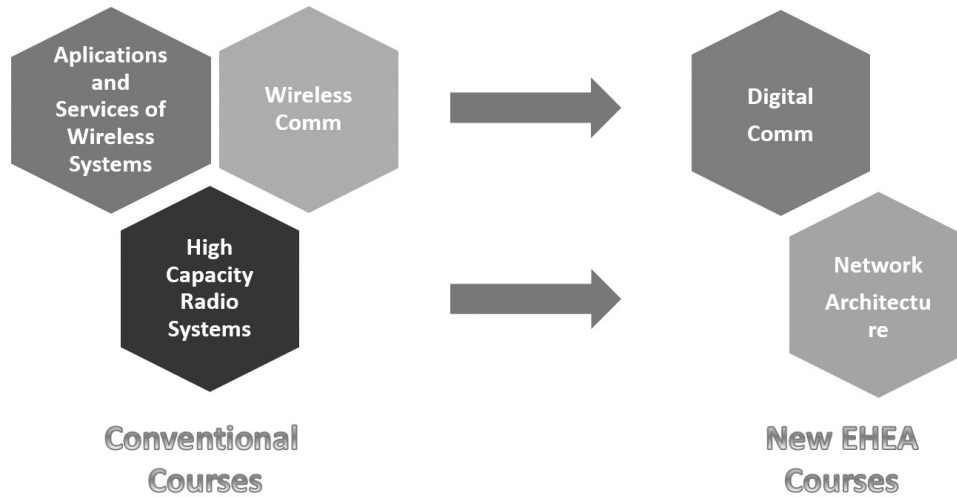 Aplications
and
Services of
Wireless
Systems
Wireless
Comm
High
Capacity
Radio
Systems
Digital
Comm
Network
Architectu
re
Conventional
Courses
New EHEA
Courses